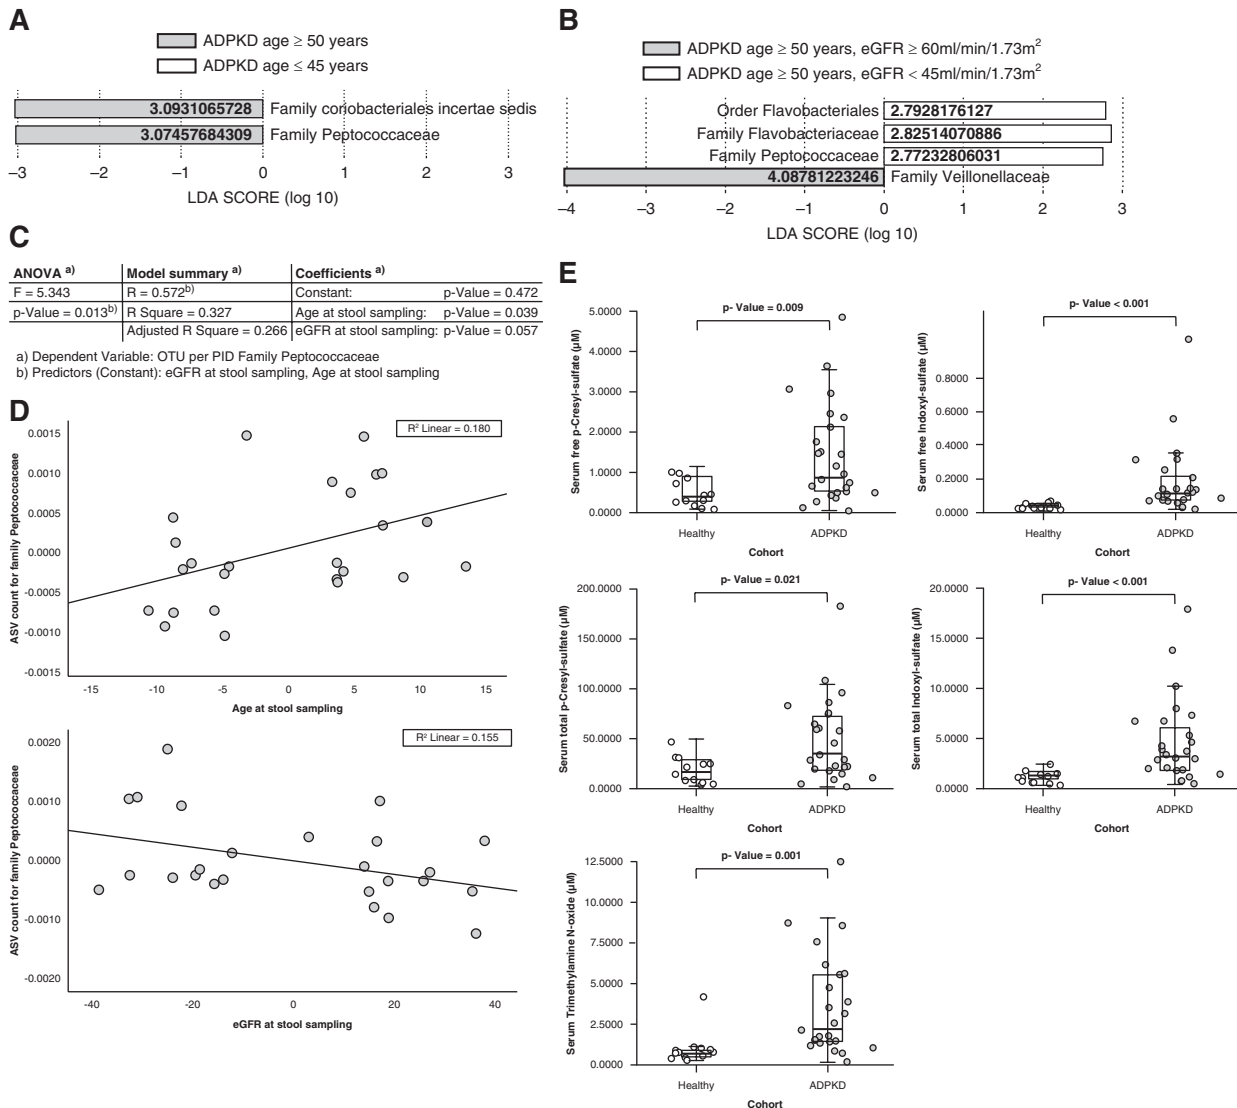 A
ADPKD age ≥ 50 years
ADPKD age ≤ 45 years
3.0931065728 Family coriobacteriales incertae sedis
3.07457684309 Family Peptococcaceae
−3 −2 −1 0 1 2 3
LDA SCORE (log 10)
B
ADPKD age ≥ 50 years, eGFR ≥ 60ml/min/1.73m²
ADPKD age ≥ 50 years, eGFR < 45ml/min/1.73m²
Order Flavobacteriales 2.7928176127
Family Flavobacteriaceae 2.82514070886
Family Peptococcaceae 2.77232806031
4.08781223246 Family Veillonellaceae
−4 −3 −2 −1 0 1 2 3
LDA SCORE (log 10)
C
ANOVA a) Model summary a) Coefficients a)
F = 5.343 R = 0.572b) Constant: p-Value = 0.472
p-Value = 0.013b) R Square = 0.327 Age at stool sampling: p-Value = 0.039
Adjusted R Square = 0.266 eGFR at stool sampling: p-Value = 0.057
a) Dependent Variable: OTU per PID Family Peptococcaceae
b) Predictors (Constant): eGFR at stool sampling, Age at stool sampling
D
R² Linear = 0.180
ASV count for family Peptococcaceae
0.0015
0.0010
0.0005
0.0000
-0.0005
-0.0010
-0.0015
-15 -10 -5 0 5 10 15
Age at stool sampling
R² Linear = 0.155
ASV count for family Peptococcaceae
0.0020
0.0010
0.0000
-0.0010
-0.0020
-40 -20 0 20 40
eGFR at stool sampling
E
p- Value = 0.009
Serum free p-Cresyl-sulfate (µM)
5.0000
4.0000
3.0000
2.0000
1.0000
0.0000
Healthy ADPKD
Cohort
p- Value < 0.001
Serum free Indoxyl-sulfate (µM)
0.8000
0.6000
0.4000
0.2000
0.0000
Healthy ADPKD
Cohort
p- Value = 0.021
Serum total p-Cresyl-sulfate (µM)
200.0000
150.0000
100.0000
50.0000
0.0000
Healthy ADPKD
Cohort
p- Value < 0.001
Serum total Indoxyl-sulfate (µM)
20.0000
15.0000
10.0000
5.0000
0.0000
Healthy ADPKD
Cohort
p- Value = 0.001
Serum Trimethylamine N-oxide (µM)
12.5000
10.0000
7.5000
5.0000
2.5000
0.0000
Healthy ADPKD
Cohort